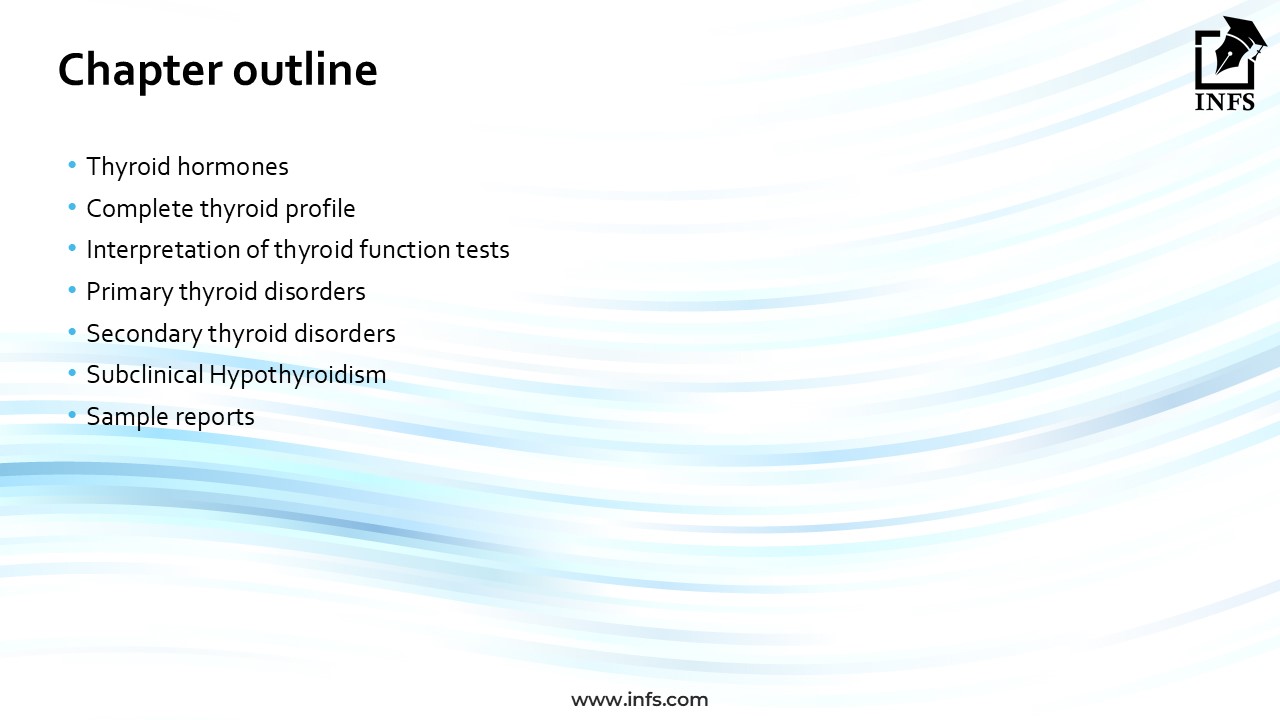 Chapter outline
INFS
• Thyroid hormones
• Complete thyroid profile
• Interpretation of thyroid function tests
• Primary thyroid disorders
• Secondary thyroid disorders
• Subclinical Hypothyroidism
• Sample reports
www.infs.com